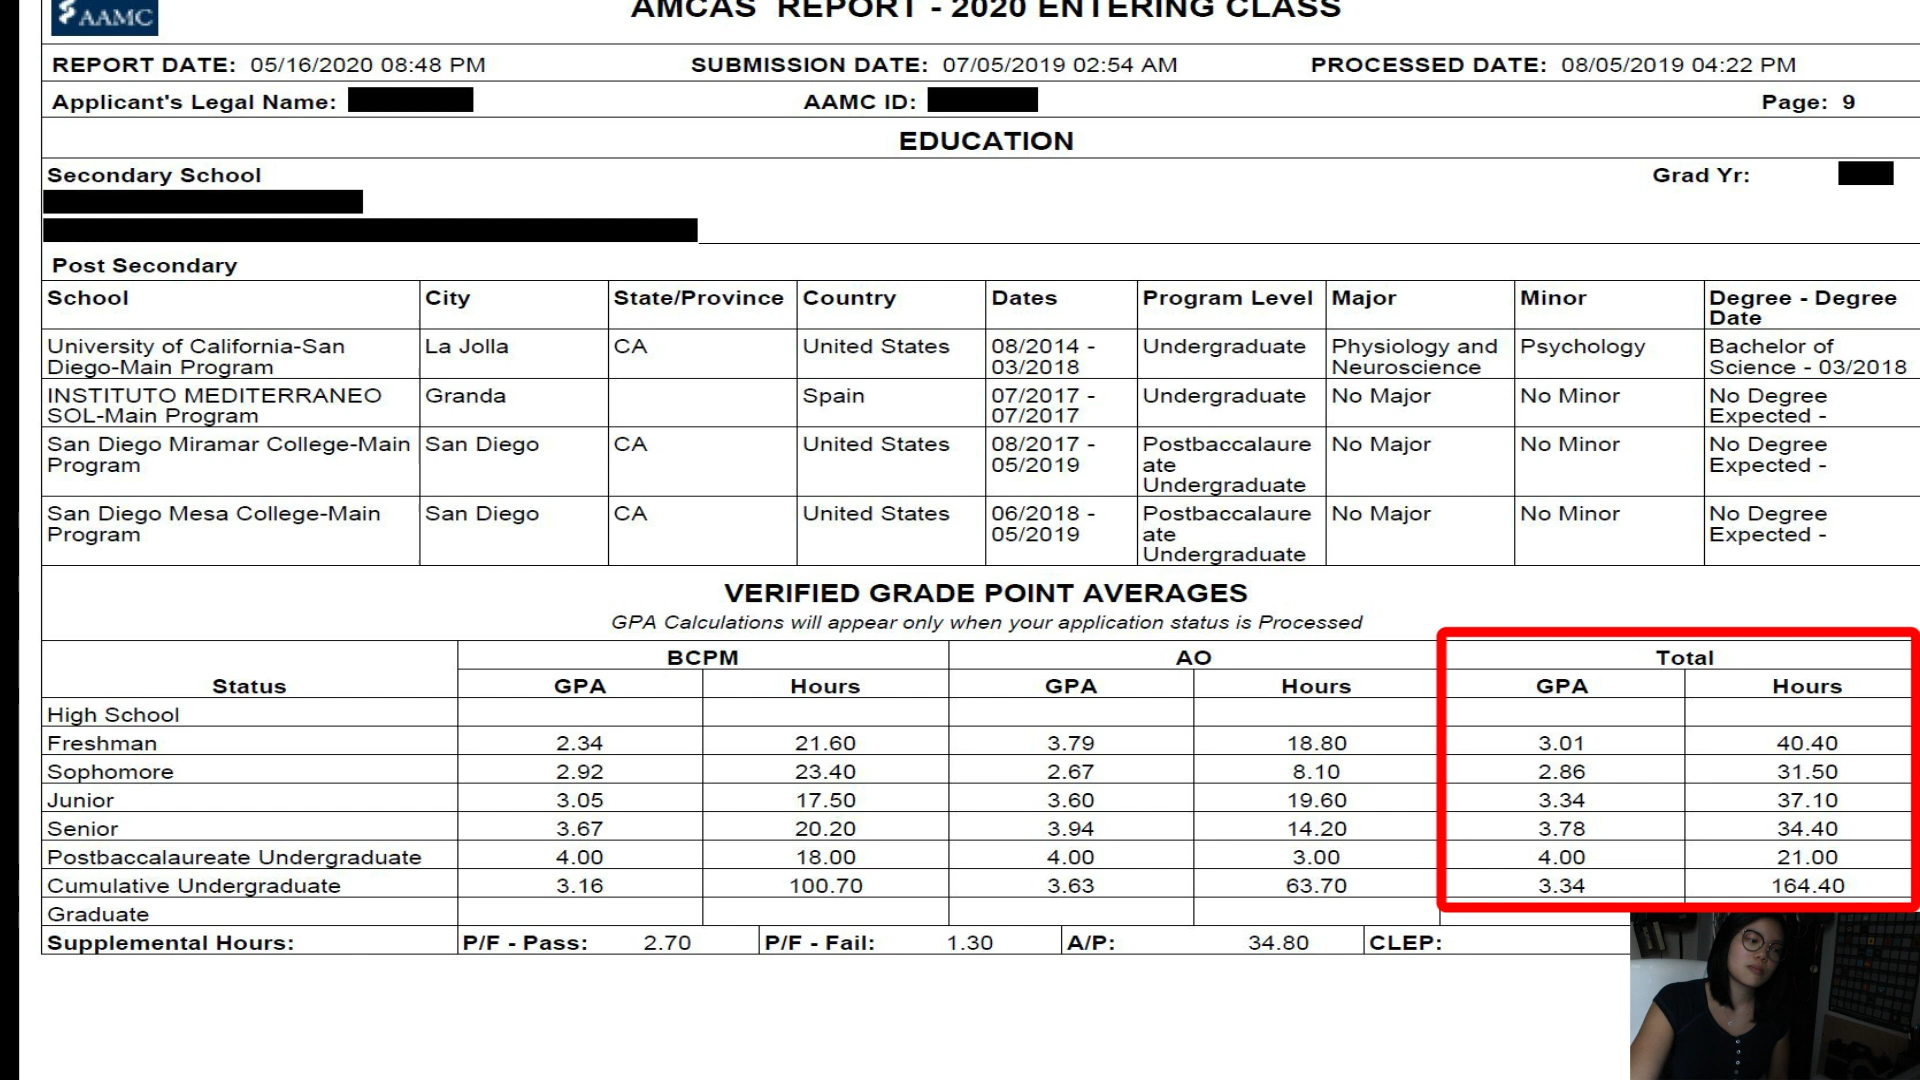 AAMC
AMCAS REPORT - 2020 ENTERING CLASS
REPORT DATE: 05/16/2020 08:48 PM SUBMISSION DATE: 07/05/2019 02:54 AM PROCESSED DATE: 08/05/2019 04:22 PM
Applicant's Legal Name: AAMC ID: Page: 9
EDUCATION
Secondary School Grad Yr:
Post Secondary
School City State/Province Country Dates Program Level Major Minor Degree - Degree
Date
University of California-San La Jolla CA United States 08/2014 - Undergraduate Physiology and Psychology Bachelor of
Diego-Main Program 03/2018 Neuroscience Science - 03/2018
INSTITUTO MEDITERRANEO Granda Spain 07/2017 - Undergraduate No Major No Minor No Degree
SOL-Main Program 07/2017 Expected -
San Diego Miramar College-Main San Diego CA United States 08/2017 - Postbaccalaure No Major No Minor No Degree
Program 05/2019 ate Expected -
Undergraduate
San Diego Mesa College-Main San Diego CA United States 06/2018 - Postbaccalaure No Major No Minor No Degree
Program 05/2019 ate Expected -
Undergraduate
VERIFIED GRADE POINT AVERAGES
GPA Calculations will appear only when your application status is Processed
BCPM AO Total
Status GPA Hours GPA Hours GPA Hours
High School
Freshman 2.34 21.60 3.79 18.80 3.01 40.40
Sophomore 2.92 23.40 2.67 8.10 2.86 31.50
Junior 3.05 17.50 3.60 19.60 3.34 37.10
Senior 3.67 20.20 3.94 14.20 3.78 34.40
Postbaccalaureate Undergraduate 4.00 18.00 4.00 3.00 4.00 21.00
Cumulative Undergraduate 3.16 100.70 3.63 63.70 3.34 164.40
Graduate
Supplemental Hours: P/F - Pass: 2.70 P/F - Fail: 1.30 A/P: 34.80 CLEP: